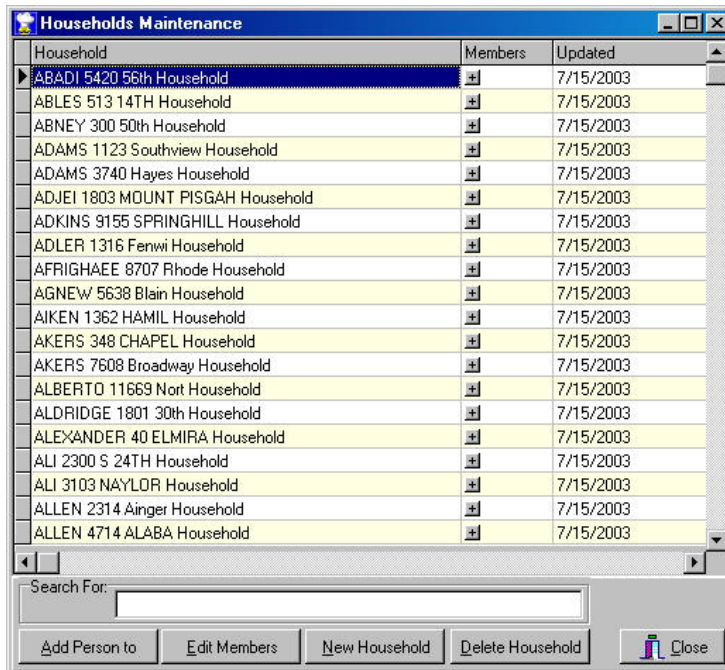 Households Maintenance
Household Members Updated
ABADI 5420 56th Household + 7/15/2003
ABLES 513 14TH Household + 7/15/2003
ABNEY 300 50th Household + 7/15/2003
ADAMS 1123 Southview Household + 7/15/2003
ADAMS 3740 Hayes Household + 7/15/2003
ADJEI 1803 MOUNT PISGAH Household + 7/15/2003
ADKINS 9155 SPRINGHILL Household + 7/15/2003
ADLER 1316 Fenwi Household + 7/15/2003
AFRIGHAEE 8707 Rhode Household + 7/15/2003
AGNEW 5638 Blain Household + 7/15/2003
AIKEN 1362 HAMIL Household + 7/15/2003
AKERS 348 CHAPEL Household + 7/15/2003
AKERS 7608 Broadway Household + 7/15/2003
ALBERTO 11669 Nort Household + 7/15/2003
ALDRIDGE 1801 30th Household + 7/15/2003
ALEXANDER 40 ELMIRA Household + 7/15/2003
ALI 2300 S 24TH Household + 7/15/2003
ALI 3103 NAYLOR Household + 7/15/2003
ALLEN 2314 Ainger Household + 7/15/2003
ALLEN 4714 ALABA Household + 7/15/2003
Search For:
Add Person to Edit Members New Household Delete Household Close